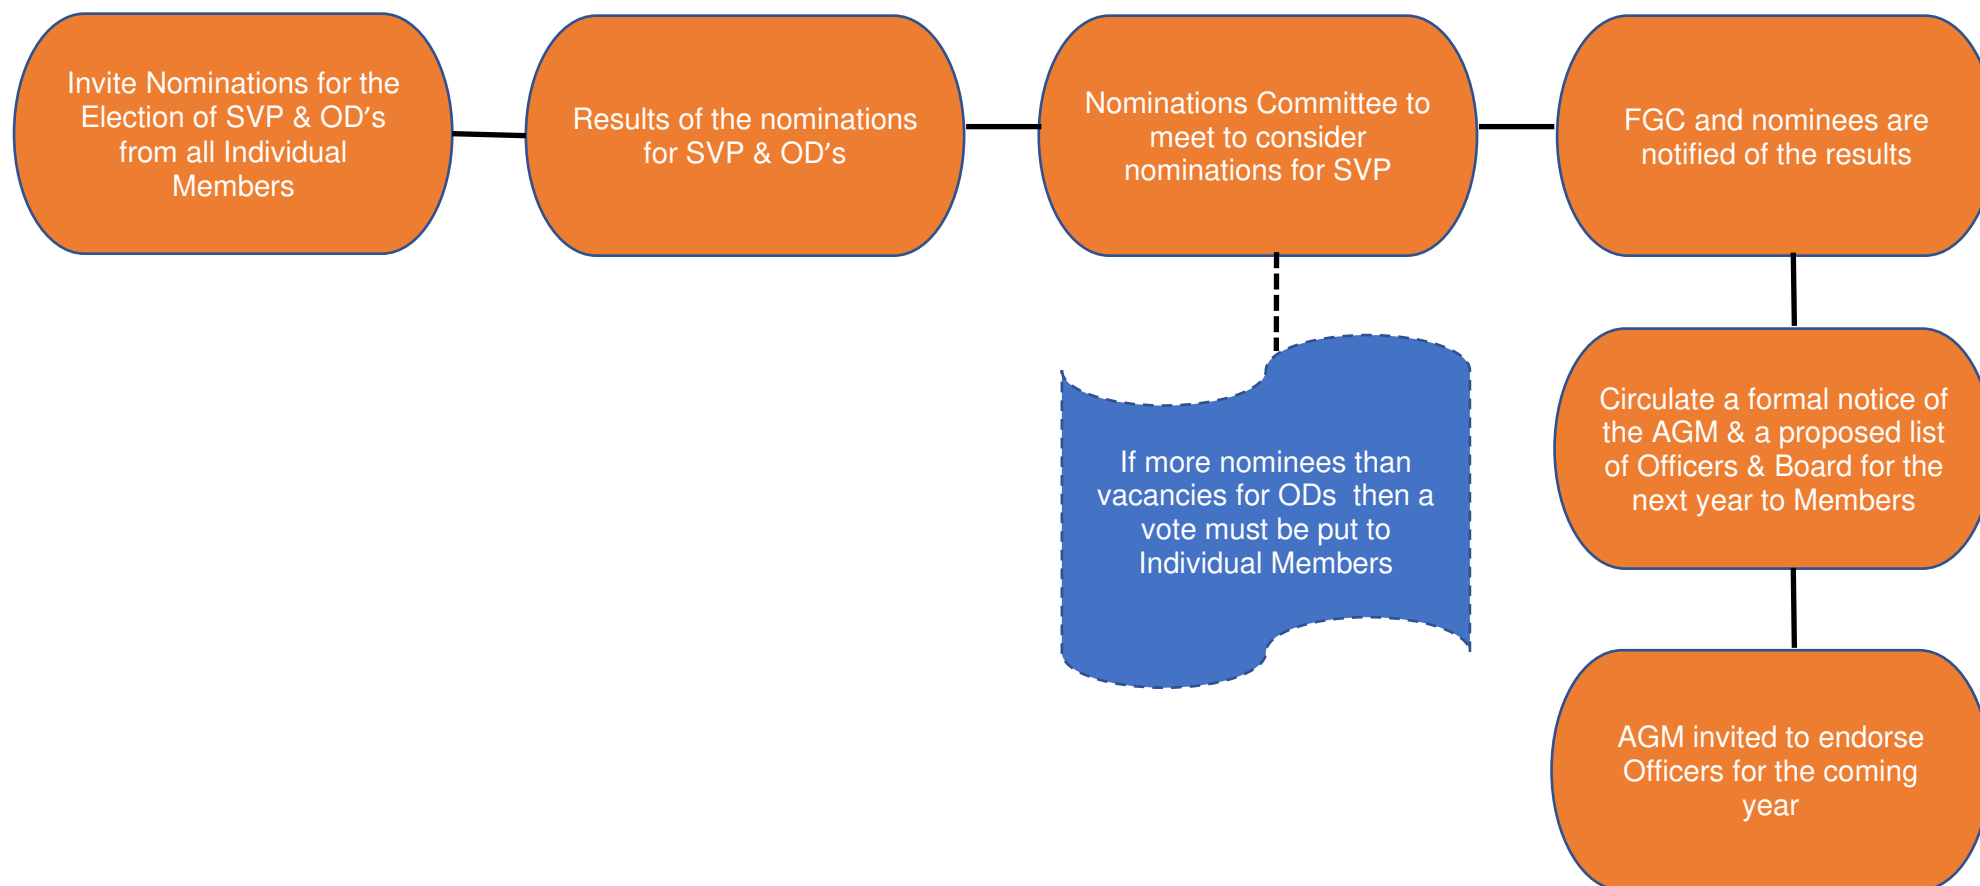 Invite Nominations for the
Election of SVP & OD’s
from all Individual
Members
Results of the nominations
for SVP & OD’s
Nominations Committee to
meet to consider
nominations for SVP
FGC and nominees are
notified of the results
If more nominees than
vacancies for ODs  then a
vote must be put to
Individual Members
Circulate a formal notice of
the AGM & a proposed list
of Officers & Board for the
next year to Members
AGM invited to endorse
Officers for the coming
year